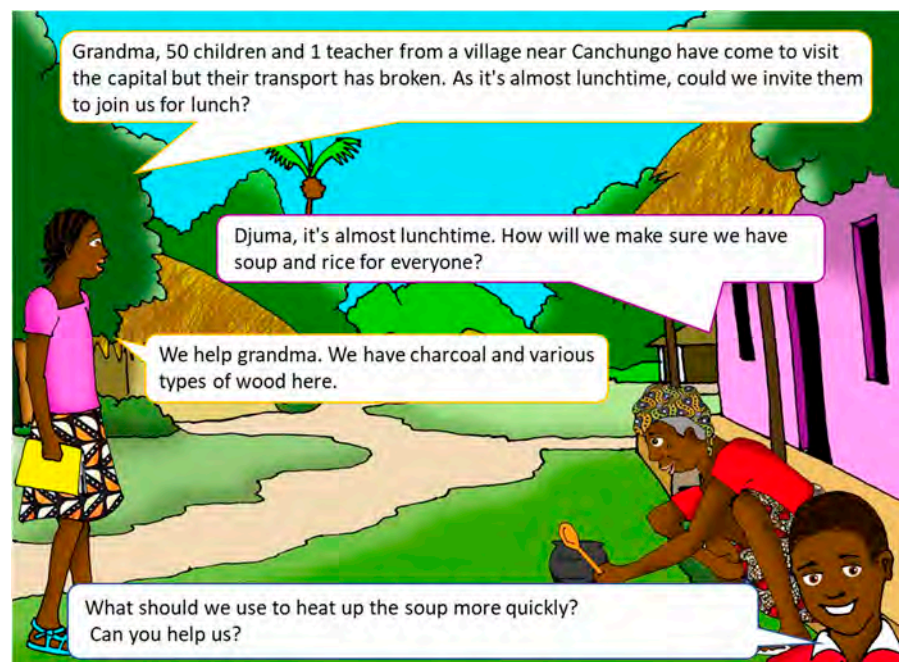 Grandma, 50 children and 1 teacher from a village near Canchungo have come to visit
the capital but their transport has broken. As it's almost lunchtime, could we invite them
to join us for lunch?
Djuma, it's almost lunchtime. How will we make sure we have
soup and rice for everyone?
We help grandma. We have charcoal and various
types of wood here.
What should we use to heat up the soup more quickly?
Can you help us?